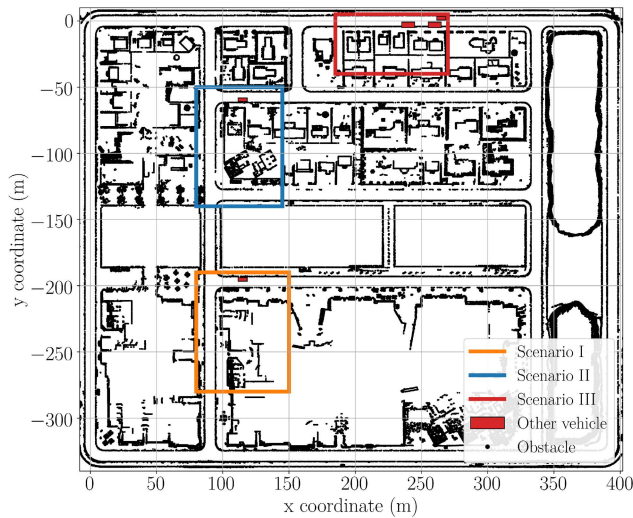 0
−50
−100
−150
−200
−250
−300
y coordinate (m)
0 50 100 150 200 250 300 350 400
x coordinate (m)
Scenario I
Scenario II
Scenario III
Other vehicle
Obstacle